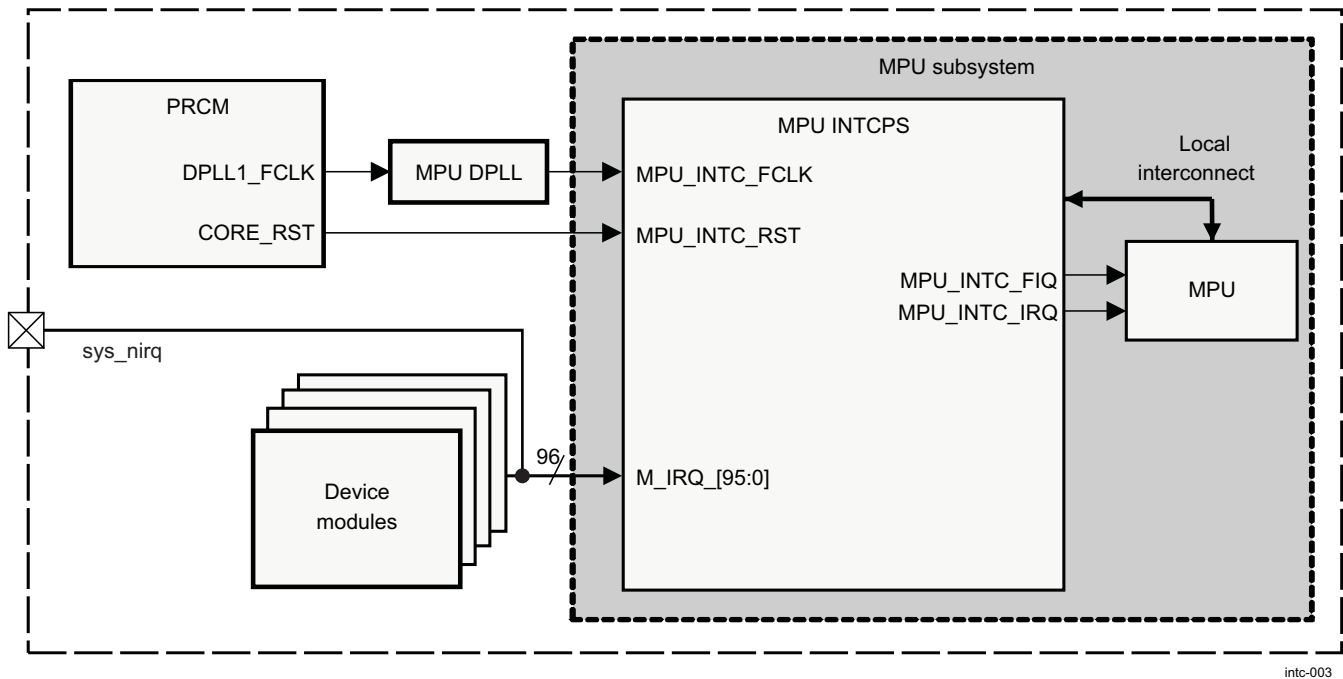 MPU subsystem
PRCM
MPU INTCPS
Local
interconnect
DPLL1_FCLK
MPU DPLL
MPU_INTC_FCLK
CORE_RST
MPU_INTC_RST
MPU_INTC_FIQ
MPU_INTC_IRQ
MPU
sys_nirq
96
M_IRQ_[95:0]
Device
modules
intc-003